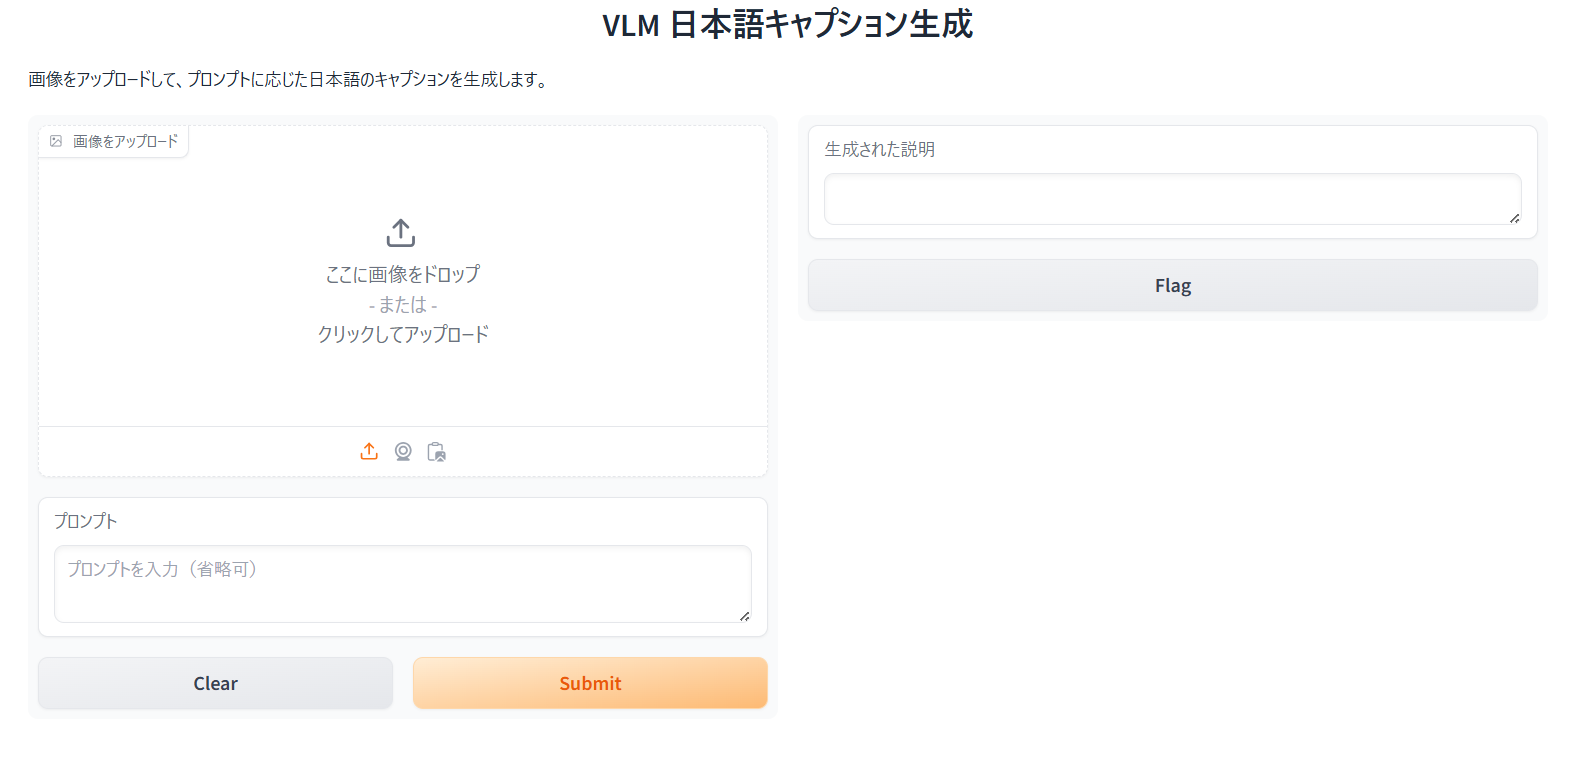 VLM 日本語キャプション生成
画像をアップロードして、プロンプトに応じた日本語のキャプションを生成します。
画像をアップロード
ここに画像をドロップ
- または -
クリックしてアップロード
プロンプト
プロンプトを入力（省略可）
Clear
Submit
生成された説明
Flag